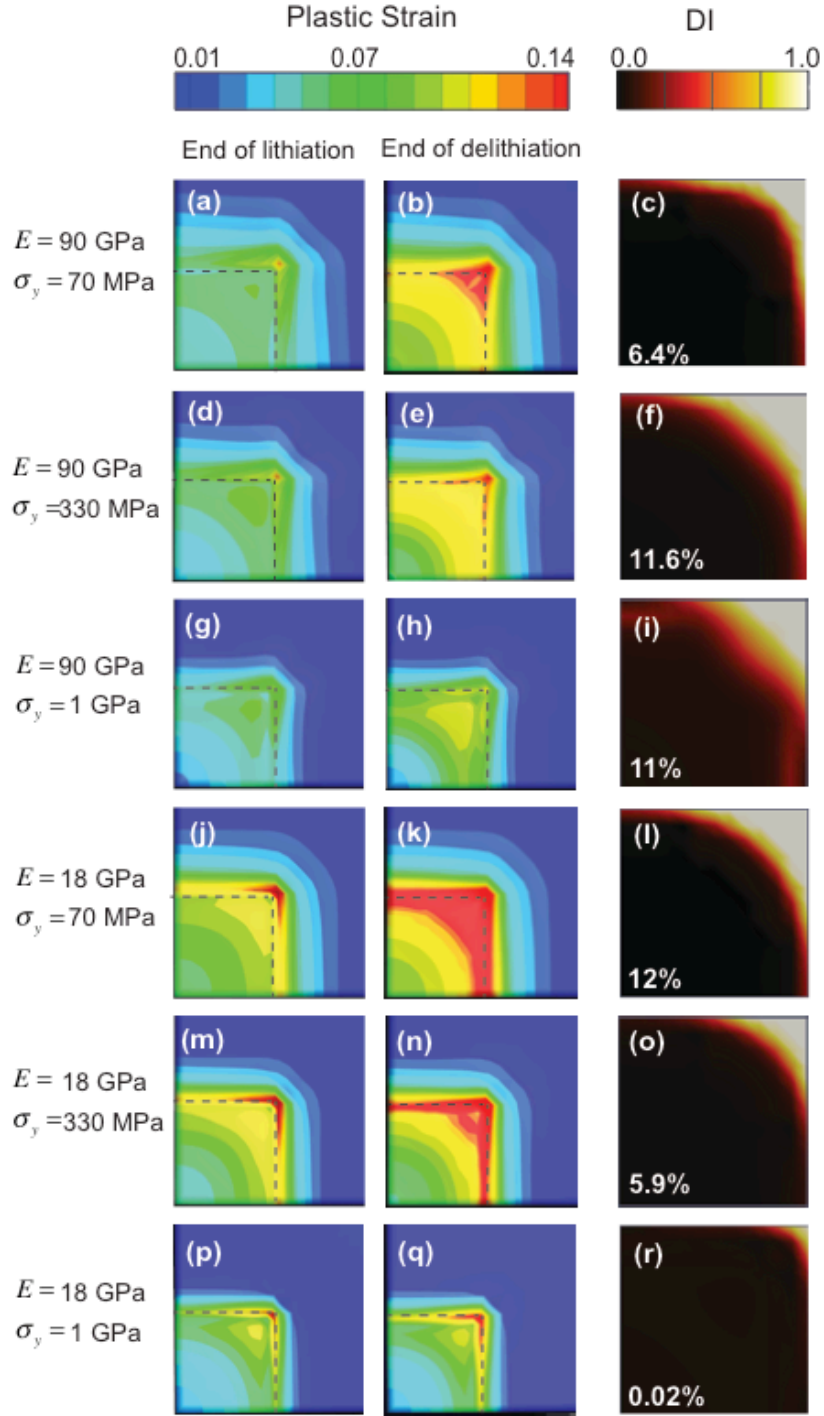 Plastic Strain
DI
0.01 0.07 0.14
0.0 1.0
End of lithiation
End of delithiation
E = 90 GPa
σy = 70 MPa
(a)
(b)
(c)
6.4%
E = 90 GPa
σy =330 MPa
(d)
(e)
(f)
11.6%
E = 90 GPa
σy = 1 GPa
(g)
(h)
(i)
11%
E = 18 GPa
σy = 70 MPa
(j)
(k)
(l)
12%
E = 18 GPa
σy =330 MPa
(m)
(n)
(o)
5.9%
E = 18 GPa
σy = 1 GPa
(p)
(q)
(r)
0.02%